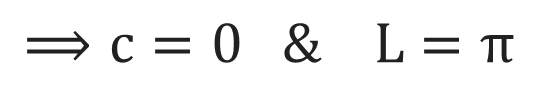 ⟹ c = 0 & L = π